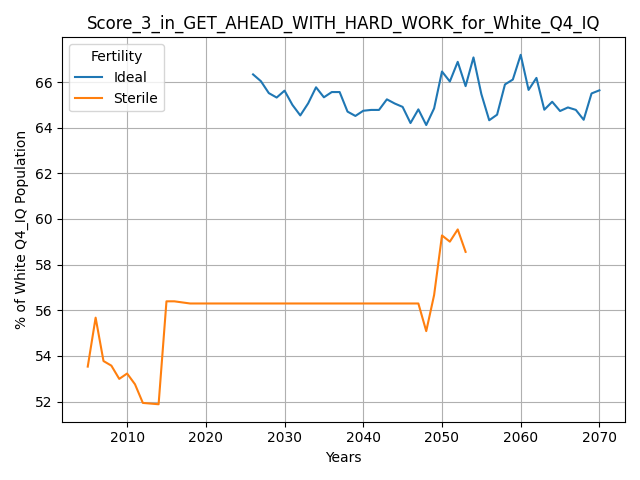 Score_3_in_GET_AHEAD_WITH_HARD_WORK_for_White_Q4_IQ
Fertility
Ideal
Sterile
% of White Q4_IQ Population
66
64
62
60
58
56
54
52
2010 2020 2030 2040 2050 2060 2070
Years